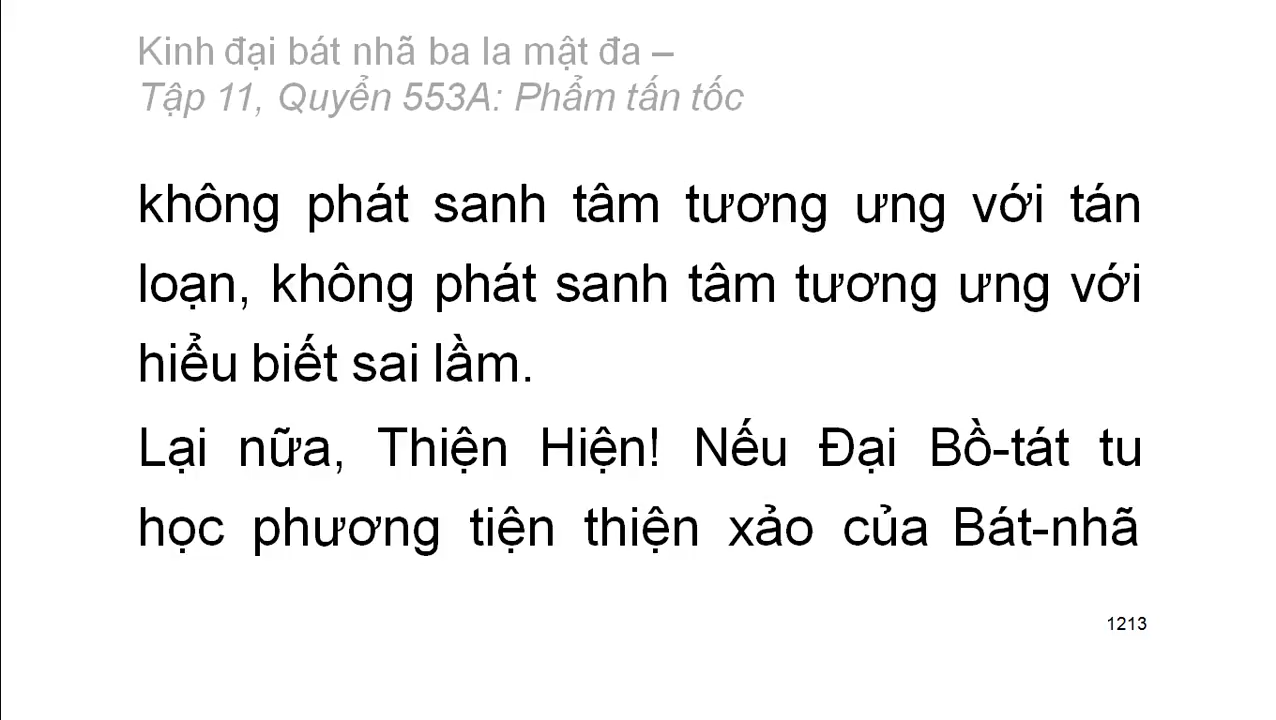 Kinh đại bát nhã ba la mật đa –
Tập 11, Quyển 553A: Phẩm tấn tốc
không phát sanh tâm tương ưng với tán
loạn, không phát sanh tâm tương ưng với
hiểu biết sai lầm.
Lại nữa, Thiện Hiện! Nếu Đại Bồ-tát tu
học phương tiện thiện xảo của Bát-nhã
1213